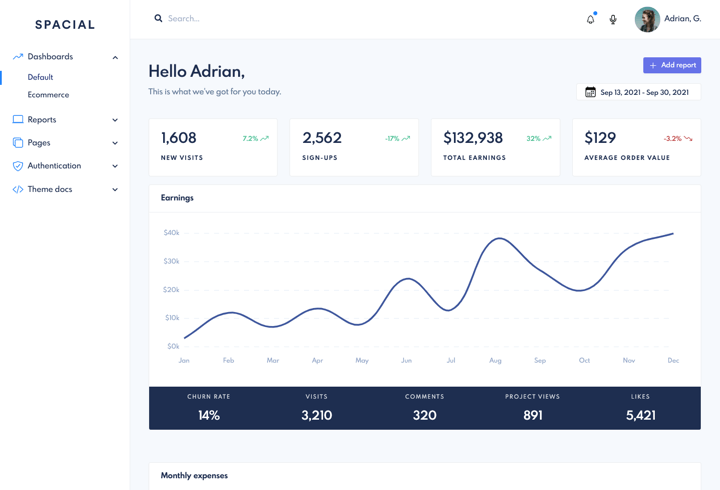 SPACIAL
Search...
Adrian, G.
Dashboards
Default
Ecommerce
Reports
Pages
Authentication
Theme docs
Hello Adrian,
This is what we've got for you today.
Add report
Sep 13, 2021 - Sep 30, 2021
1,608
7.2%
NEW VISITS
2,562
-17%
SIGN-UPS
$132,938
32%
TOTAL EARNINGS
$129
-3.2%
AVERAGE ORDER VALUE
Earnings
$40k
$30k
$20k
$10k
$0k
Jan Feb Mar Apr May Jun Jul Aug Sep Oct Nov Dec
CHURN RATE VISITS COMMENTS PROJECT VIEWS LIKES
14% 3,210 320 891 5,421
Monthly expenses